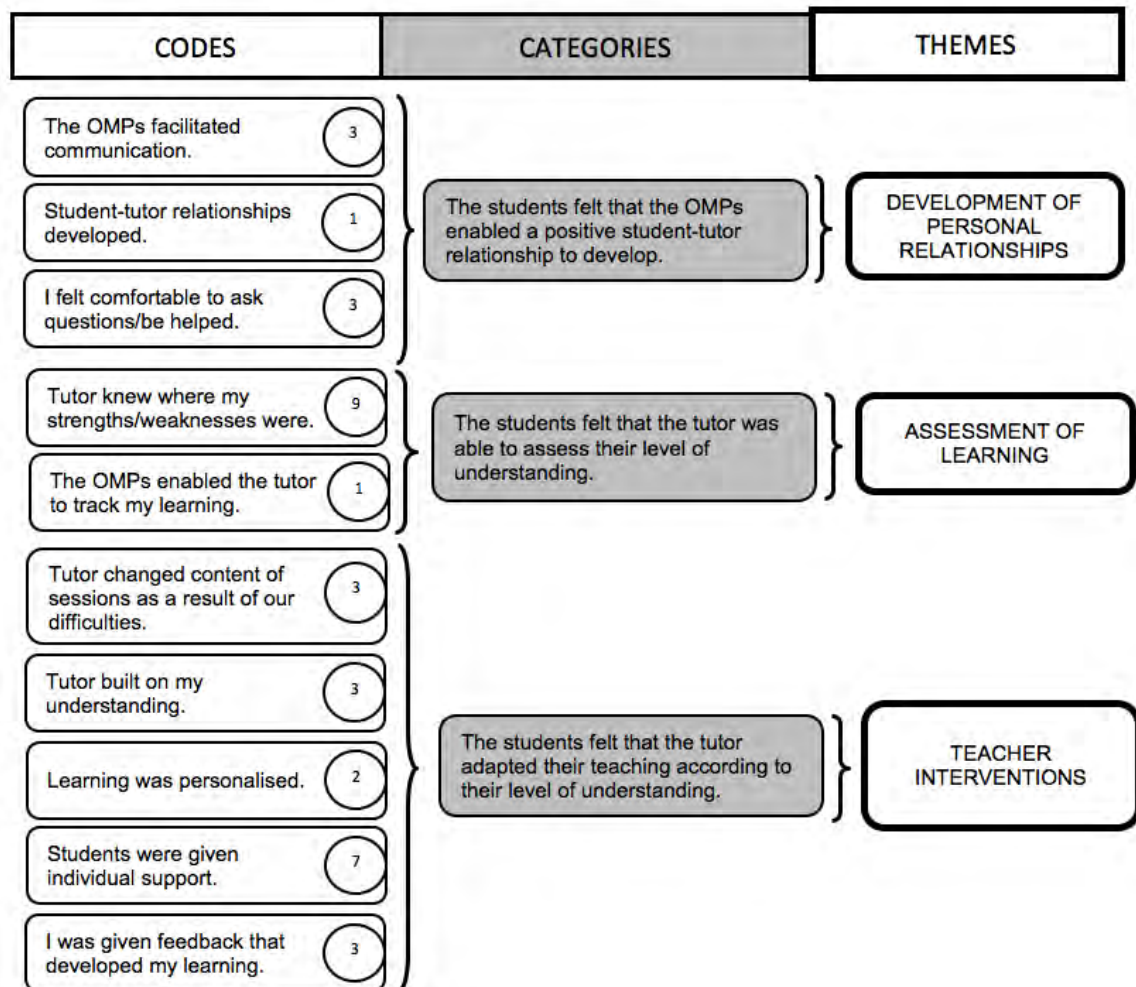 CODES
CATEGORIES
THEMES
The OMPs facilitated
communication.
3
Student-tutor relationships
developed.
1
I felt comfortable to ask
questions/be helped.
3
The students felt that the OMPs
enabled a positive student-tutor
relationship to develop.
DEVELOPMENT OF
PERSONAL
RELATIONSHIPS
Tutor knew where my
strengths/weaknesses were.
9
The OMPs enabled the tutor
to track my learning.
1
The students felt that the tutor was
able to assess their level of
understanding.
ASSESSMENT OF
LEARNING
Tutor changed content of
sessions as a result of our
difficulties.
3
Tutor built on my
understanding.
3
Learning was personalised.
2
Students were given
individual support.
7
I was given feedback that
developed my learning.
3
The students felt that the tutor
adapted their teaching according to
their level of understanding.
TEACHER
INTERVENTIONS